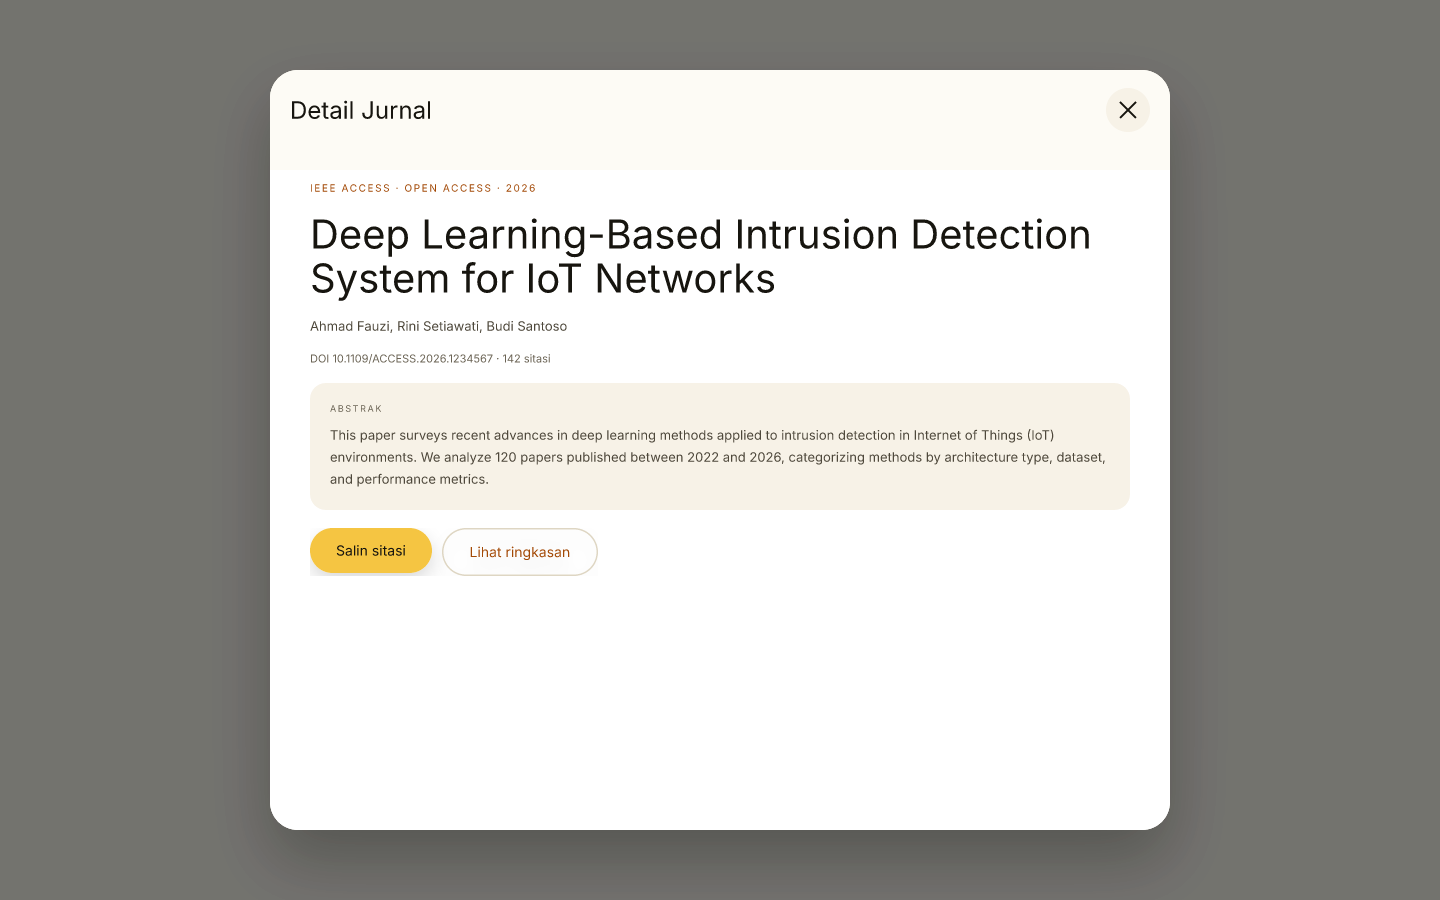 Detail Jurnal
IEEE ACCESS · OPEN ACCESS · 2026
Deep Learning-Based Intrusion Detection
System for IoT Networks
Ahmad Fauzi, Rini Setiawati, Budi Santoso
DOI 10.1109/ACCESS.2026.1234567 · 142 sitasi
ABSTRAK
This paper surveys recent advances in deep learning methods applied to intrusion detection in Internet of Things (IoT)
environments. We analyze 120 papers published between 2022 and 2026, categorizing methods by architecture type, dataset,
and performance metrics.
Salin sitasi
Lihat ringkasan